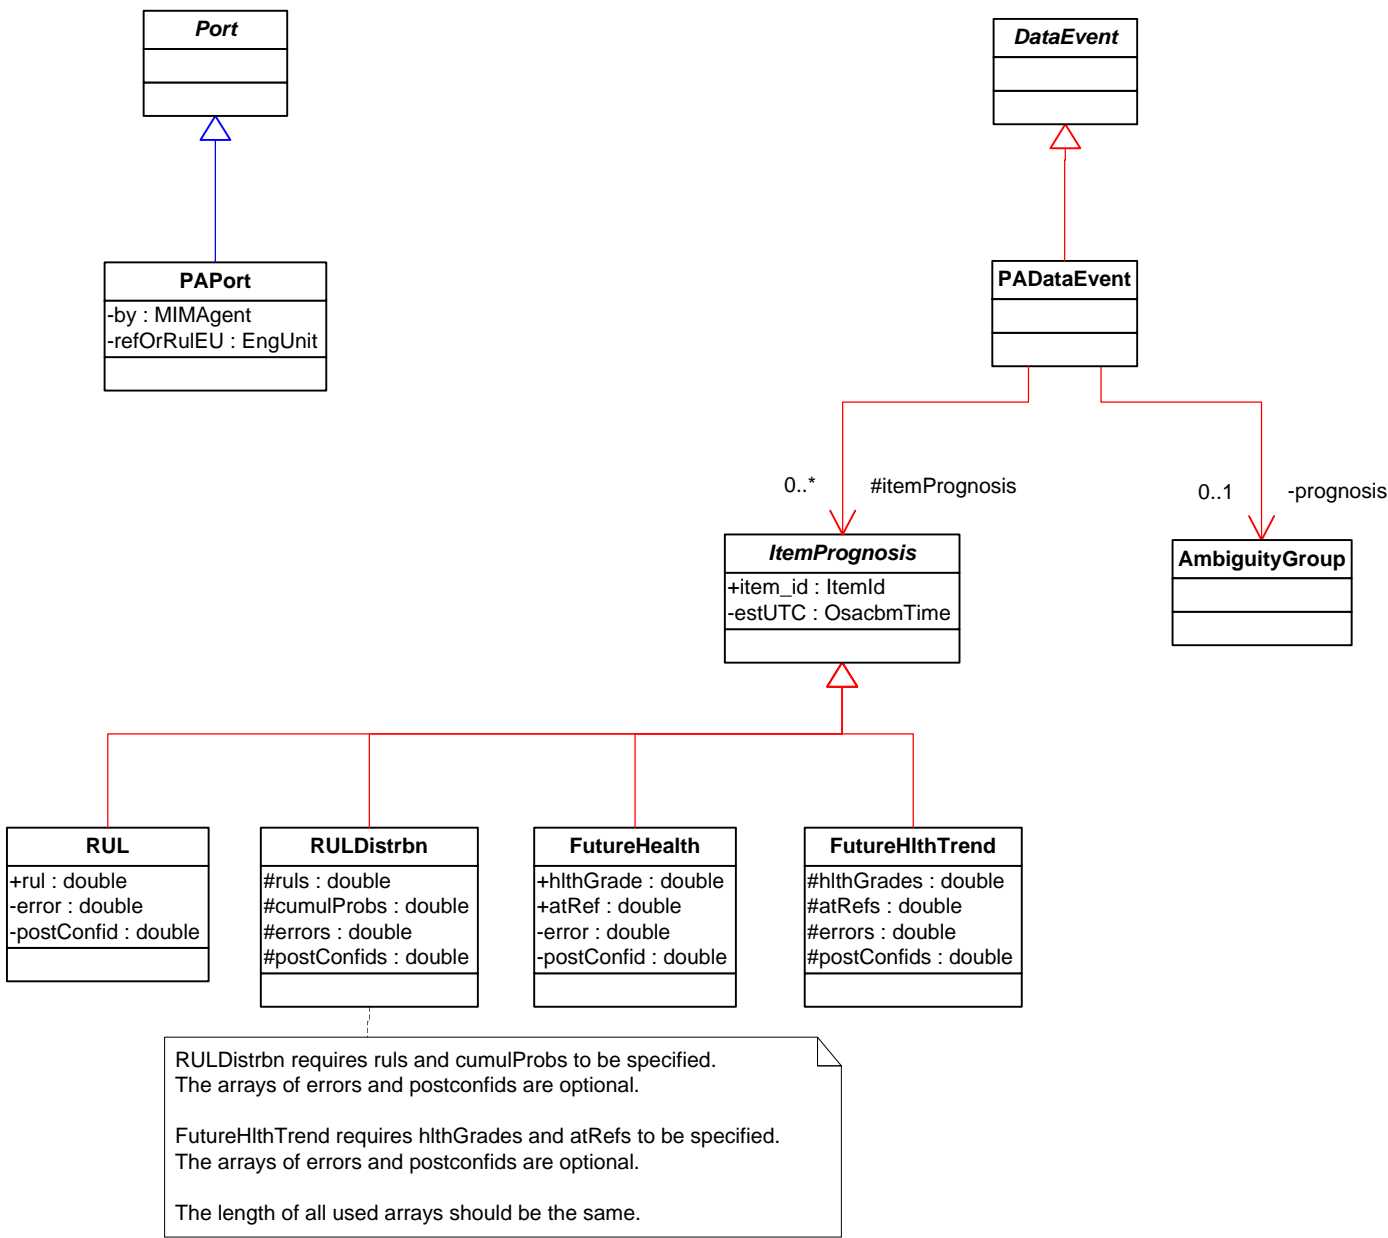 Port
DataEvent
PAPort
-by : MIMAgent
-refOrRulEU : EngUnit
PADataEvent
0..*
#itemPrognosis
0..1
-prognosis
ItemPrognosis
+item_id : ItemId
-estUTC : OsacbmTime
AmbiguityGroup
RUL
+rul : double
-error : double
-postConfid : double
RULDistrbn
#ruls : double
#cumulProbs : double
#errors : double
#postConfids : double
FutureHealth
+hlthGrade : double
+atRef : double
-error : double
-postConfid : double
FutureHlthTrend
#hlthGrades : double
#atRefs : double
#errors : double
#postConfids : double
RULDistrbn requires ruls and cumulProbs to be specified.
The arrays of errors and postconfids are optional.
FutureHlthTrend requires hlthGrades and atRefs to be specified.
The arrays of errors and postconfids are optional.
The length of all used arrays should be the same.